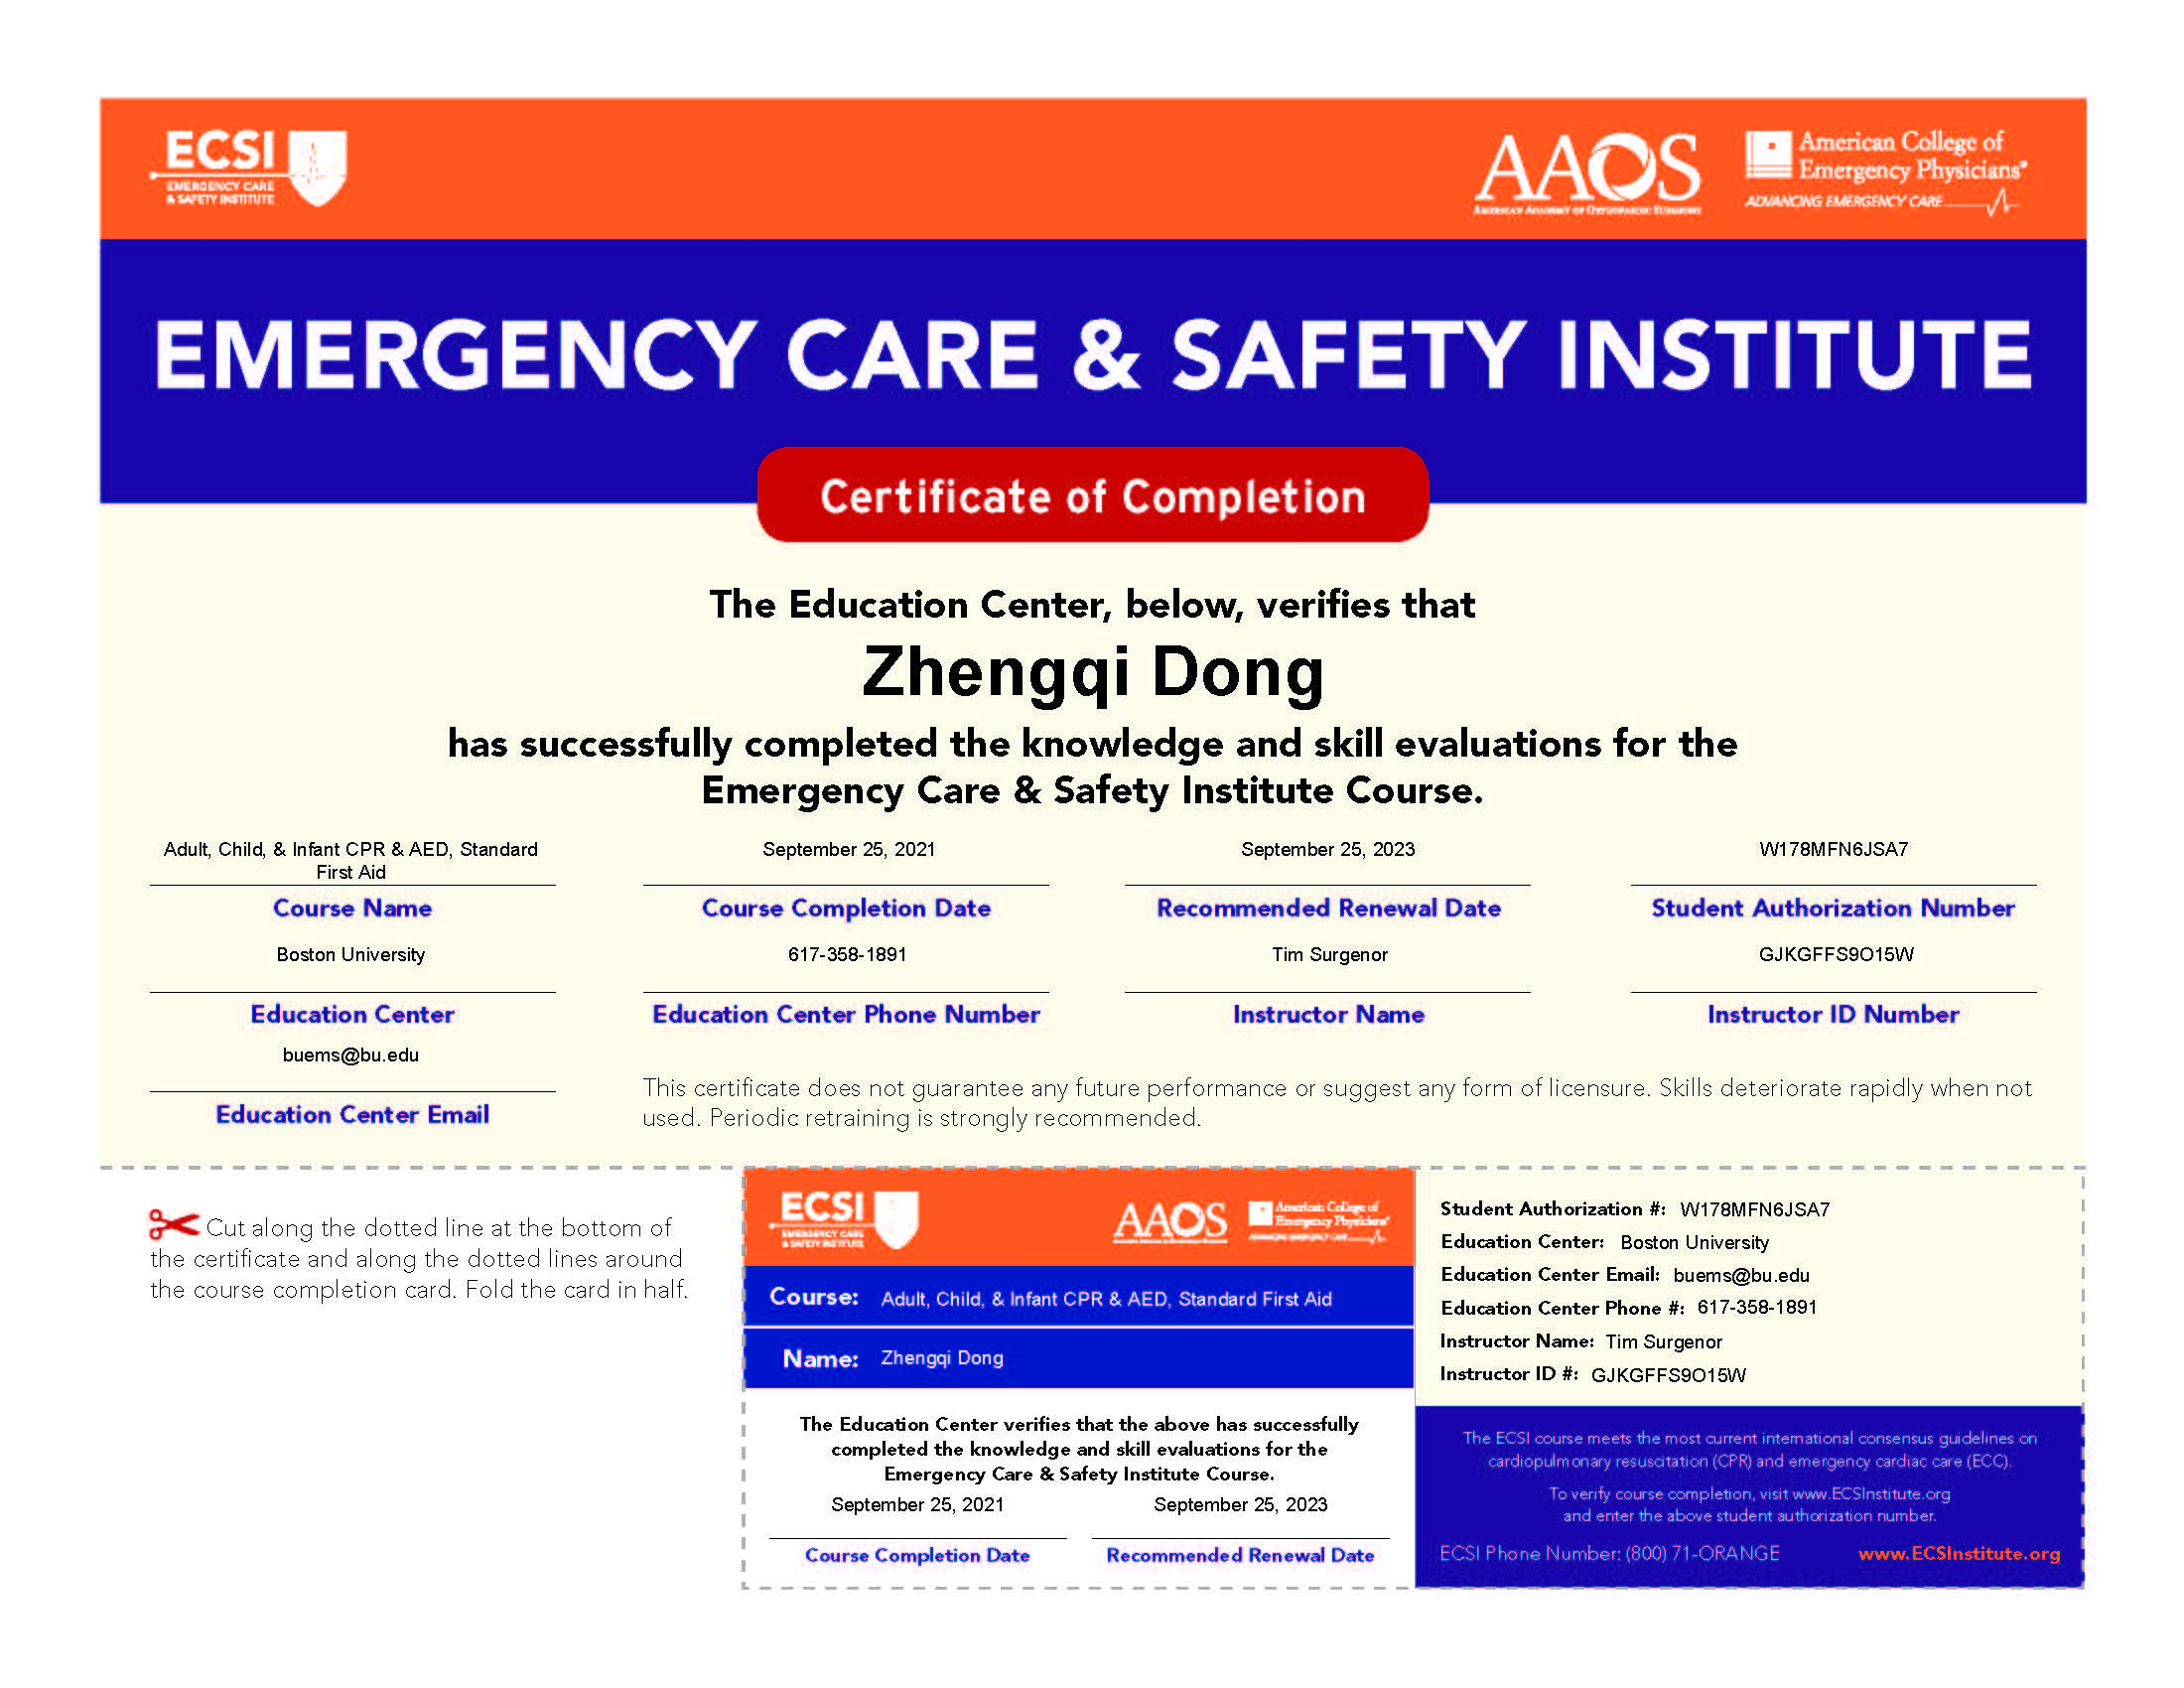 ECSI
EMERGENCY CARE
& SAFETY INSTITUTE
AAOS
AMERICAN ACADEMY OF ORTHOPAEDIC SURGEONS
American College of
Emergency Physicians®
ADVANCING EMERGENCY CARE
EMERGENCY CARE & SAFETY INSTITUTE
Certificate of Completion
The Education Center, below, verifies that
Zhengqi Dong
has successfully completed the knowledge and skill evaluations for the
Emergency Care & Safety Institute Course.
Adult, Child, & Infant CPR & AED, Standard
First Aid
Course Name
September 25, 2021
Course Completion Date
September 25, 2023
Recommended Renewal Date
W178MFN6JSA7
Student Authorization Number
Boston University
Education Center
617-358-1891
Education Center Phone Number
Tim Surgenor
Instructor Name
GJKGFFS9O15W
Instructor ID Number
buems@bu.edu
Education Center Email
This certificate does not guarantee any future performance or suggest any form of licensure. Skills deteriorate rapidly when not
used. Periodic retraining is strongly recommended.
Cut along the dotted line at the bottom of
the certificate and along the dotted lines around
the course completion card. Fold the card in half.
ECSI
EMERGENCY CARE
& SAFETY INSTITUTE
AAOS
American College of
Emergency Physicians®
ADVANCING EMERGENCY CARE
Course: Adult, Child, & Infant CPR & AED, Standard First Aid
Name: Zhengqi Dong
The Education Center verifies that the above has successfully
completed the knowledge and skill evaluations for the
Emergency Care & Safety Institute Course.
September 25, 2021
Course Completion Date
September 25, 2023
Recommended Renewal Date
Student Authorization #: W178MFN6JSA7
Education Center: Boston University
Education Center Email: buems@bu.edu
Education Center Phone #: 617-358-1891
Instructor Name: Tim Surgenor
Instructor ID #: GJKGFFS9O15W
The ECSI course meets the most current international consensus guidelines on
cardiopulmonary resuscitation (CPR) and emergency cardiac care (ECC).
To verify course completion, visit www.ECSInstitute.org
and enter the above student authorization number.
ECSI Phone Number: (800) 71-ORANGE
www.ECSInstitute.org